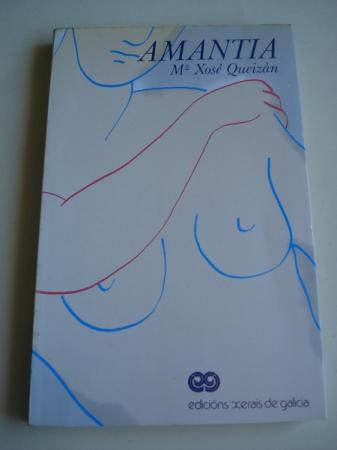 AMANTIA
Mª Xosé Queizán
edicións xerais de galicia